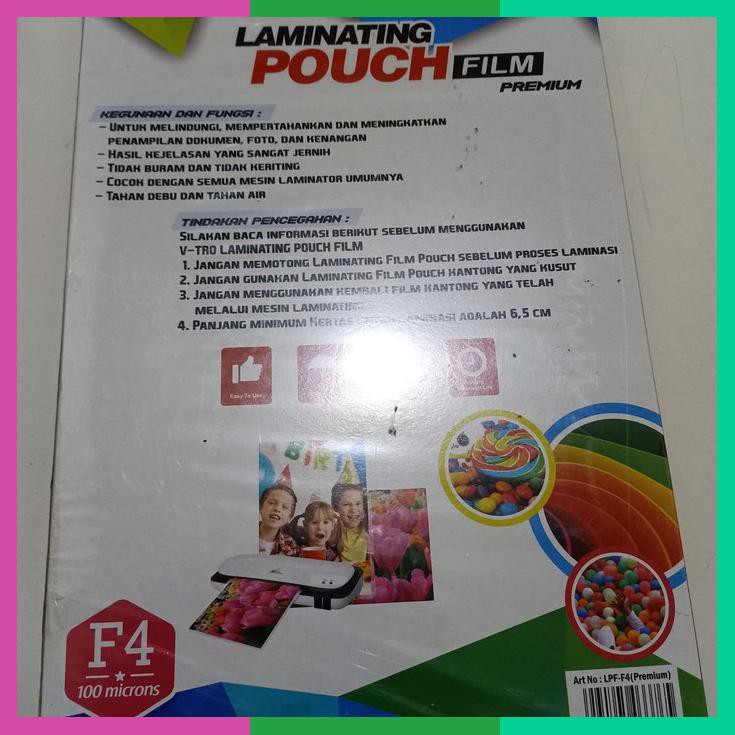 LAMINATING
POUCH FILM
PREMIUM
KEGUNAAN DAN FUNGSI :
– UNTUK MELINDUNGI, MEMPERTAHANKAN DAN MENINGKATKAN
PENAMPILAN DOKUMEN, FOTO, DAN KENANGAN
– HASIL KEJELASAN YANG SANGAT JERNIH
– TIDAK BURAM DAN TIDAK KERITING
– COCOK DENGAN SEMUA MESIN LAMINATOR UMUMNYA
– TAHAN DEBU DAN TAHAN AIR
TINDAKAN PENCEGAHAN :
SILAKAN BACA INFORMASI BERIKUT SEBELUM MENGGUNAKAN
V-TRO LAMINATING POUCH FILM
1. JANGAN MEMOTONG LAMINATING FILM POUCH SEBELUM PROSES LAMINASI
2. JANGAN GUNAKAN LAMINATING FILM POUCH KANTONG YANG KUSUT
3. JANGAN MENGGUNAKAN KEMBALI FILM KANTONG YANG TELAH
MELALUI MESIN LAMINATING
4. PANJANG MINIMUM KERTAS LAMINASI ADALAH 6,5 CM
Easy To Use
BIRT
F4
100 microns
Art No : LPF-F4(Premium)